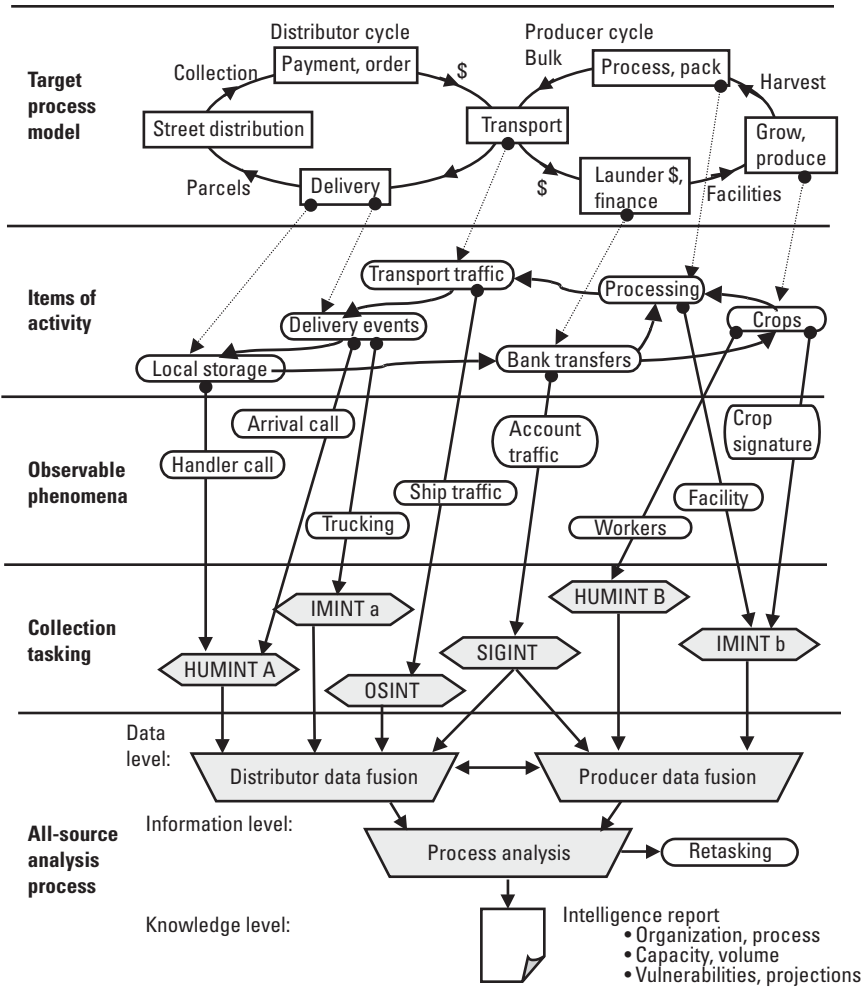 Distributor cycle
Producer cycle
Target
process
model
Collection
Payment, order
$
Bulk
Process, pack
Harvest
Street distribution
Transport
Grow,
produce
Parcels
Delivery
$
Launder $,
finance
Facilities
Items of
activity
Transport traffic
Processing
Delivery events
Crops
Local storage
Bank transfers
Observable
phenomena
Arrival call
Account
traffic
Crop
signature
Handler call
Ship traffic
Facility
Trucking
Workers
Collection
tasking
IMINT a
HUMINT B
HUMINT A
OSINT
SIGINT
IMINT b
All-source
analysis
process
Data
level:
Distributor data fusion
Producer data fusion
Information level:
Process analysis
Retasking
Knowledge level:
Intelligence report
• Organization, process
• Capacity, volume
• Vulnerabilities, projections